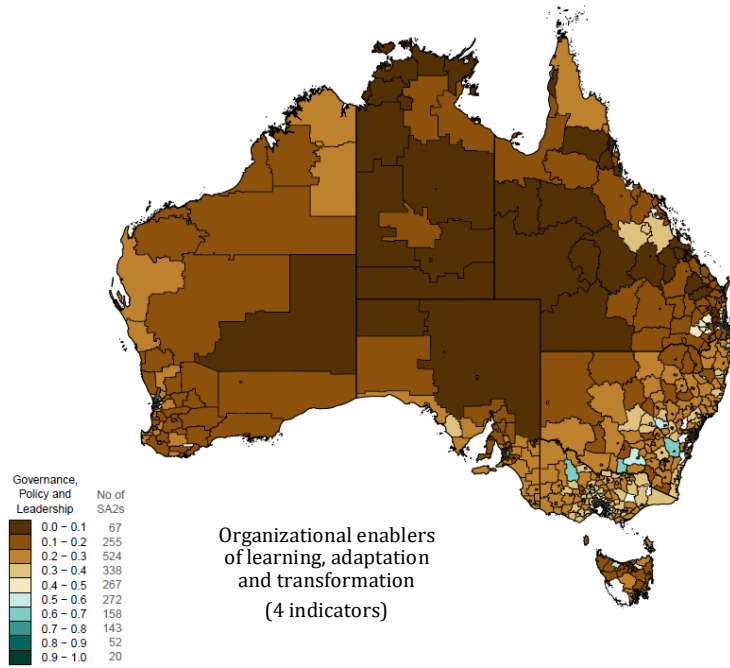 Governance,
Policy and
Leadership
No of
SA2s
0.0 – 0.1 67
0.1 – 0.2 255
0.2 – 0.3 524
0.3 – 0.4 338
0.4 – 0.5 267
0.5 – 0.6 272
0.6 – 0.7 158
0.7 – 0.8 143
0.8 – 0.9 52
0.9 – 1.0 20
Organizational enablers
of learning, adaptation
and transformation
(4 indicators)